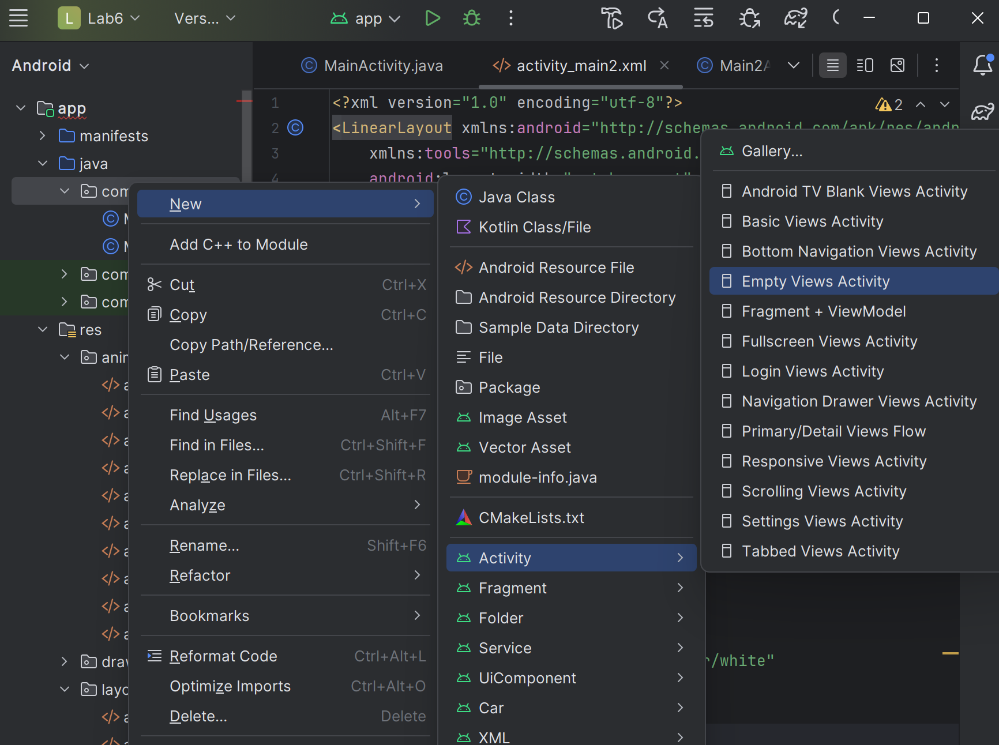 L Lab6 Vers... app
Android
MainActivity.java activity_main2.xml Main2A
app
manifests
java
com
com
com
res
1 <?xml version="1.0" encoding="utf-8"?> 2
2 <LinearLayout xmlns:android="http://schemas.android.com/apk/res/andr
3 xmlns:tools="http://schemas.android.
4
New
Add C++ to Module
Cut Ctrl+X
Copy Ctrl+C
Copy Path/Reference...
Paste Ctrl+V
Find Usages Alt+F7
Find in Files... Ctrl+Shift+F
Replace in Files... Ctrl+Shift+R
Analyze
Rename... Shift+F6
Refactor
Bookmarks
Reformat Code Ctrl+Alt+L
Optimize Imports Ctrl+Alt+O
Delete... Delete
Java Class
Kotlin Class/File
Android Resource File
Android Resource Directory
Sample Data Directory
File
Package
Image Asset
Vector Asset
module-info.java
CMakeLists.txt
Activity
Fragment
Folder
Service
UiComponent
Car
XML
Gallery...
Android TV Blank Views Activity
Basic Views Activity
Bottom Navigation Views Activity
Empty Views Activity
Fragment + ViewModel
Fullscreen Views Activity
Login Views Activity
Navigation Drawer Views Activity
Primary/Detail Views Flow
Responsive Views Activity
Scrolling Views Activity
Settings Views Activity
Tabbed Views Activity
r/white"